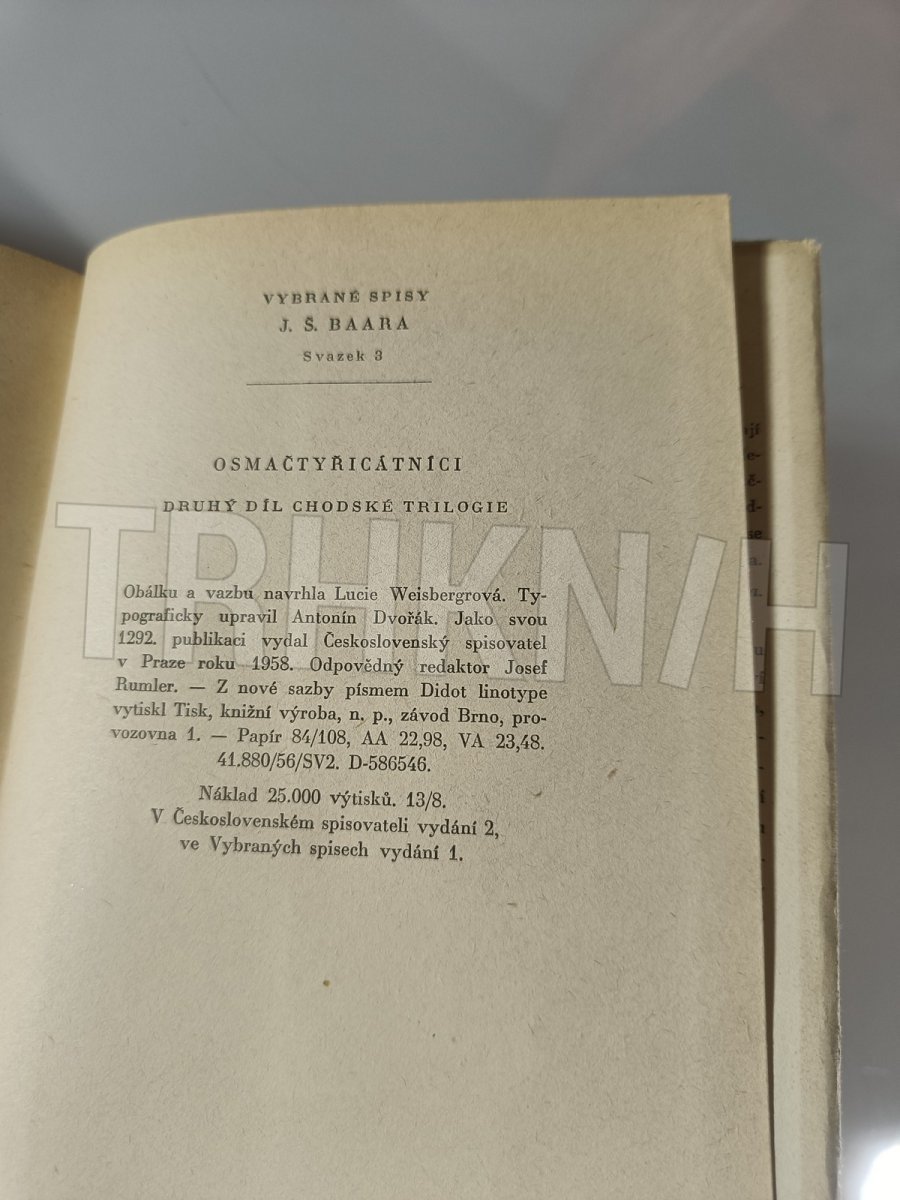 VYBRANÉ SPISY
J. Š. BAARA
Svazek 3
OSMAČTYŘICÁTNÍCI
DRUHÝ DÍL CHODSKÉ TRILOGIE
Obálku a vazbu navrhla Lucie Weisbergrová. Ty-
pograficky upravil Antonín Dvořák. Jako svou
1292. publikaci vydal Československý spisovatel
v Praze roku 1958. Odpovědný redaktor Josef
Rumler. — Z nové sazby písmem Didot linotype
vytiskl Tisk, knižní výroba, n. p., závod Brno, pro-
vozovna 1. — Papír 84/108, AA 22,98, VA 23,48.
41.880/56/SV2. D-586546.
Náklad 25.000 výtisků. 13/8.
V Československém spisovateli vydání 2,
ve Vybraných spisech vydání 1.
TRHKNIH